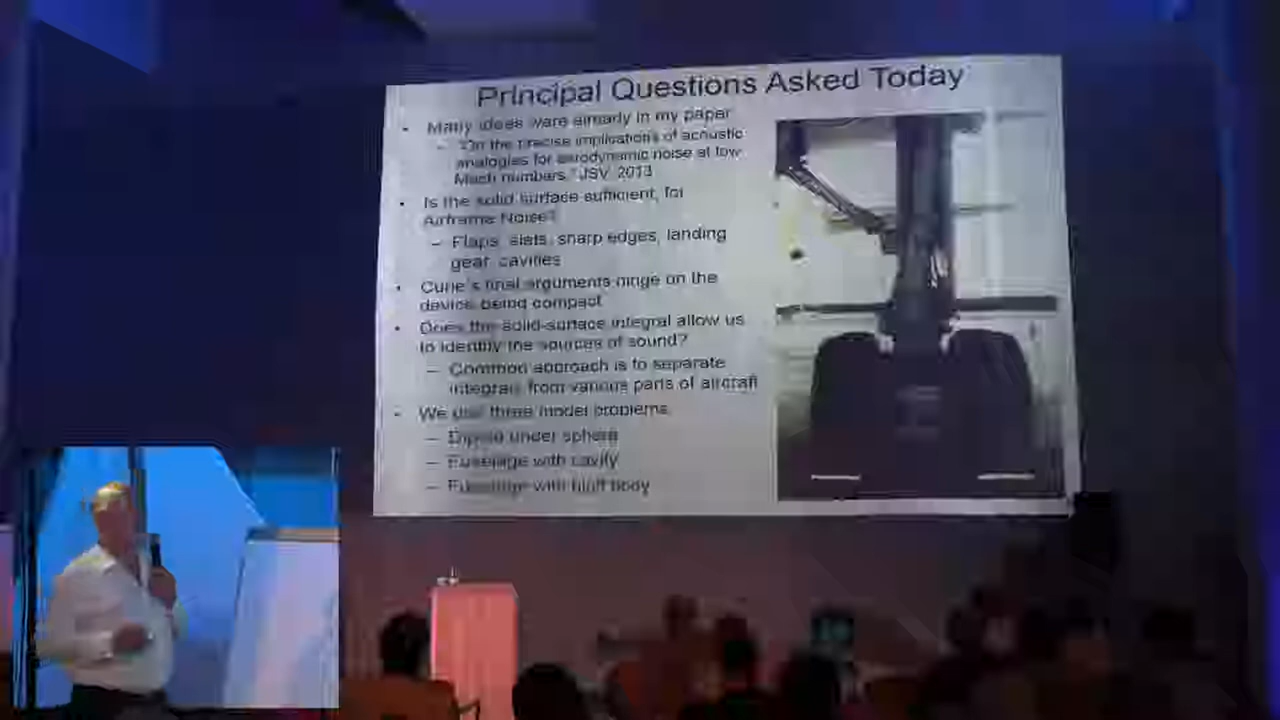 Principal Questions Asked Today
• Many ideas were already in my paper
– "On the precise implications of acoustic
analogies for aerodynamic noise at low
Mach numbers," JSV, 2013
• Is the solid surface sufficient, for
Airframe Noise?
– Flaps, slats, sharp edges, landing
gear, cavities
• Curle's final arguments hinge on the
device being compact
• Does the solid-surface integral allow us
to identify the sources of sound?
– Common approach is to separate
integrals from various parts of aircraft
• We use three model problems
– Dipole under sphere
– Fuselage with cavity
– Fuselage with bluff body